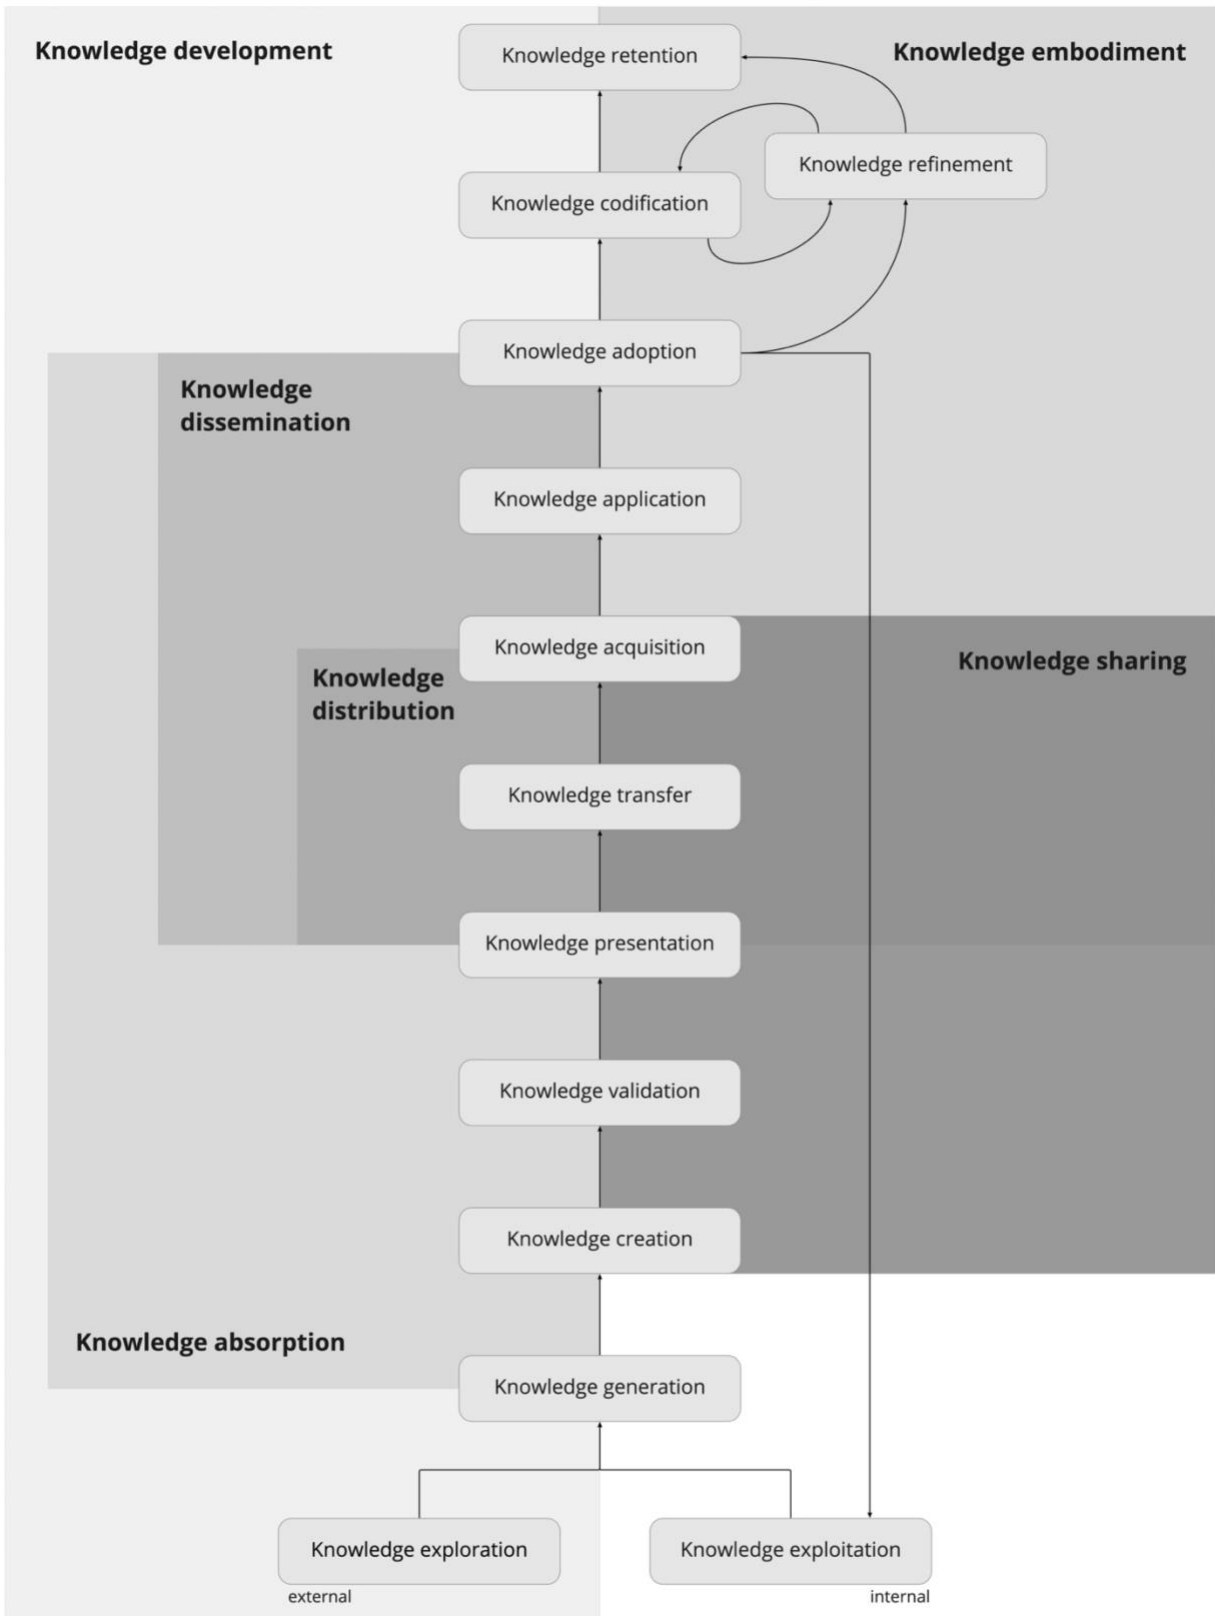 Knowledge development
Knowledge retention
Knowledge embodiment
Knowledge refinement
Knowledge codification
Knowledge adoption
Knowledge
dissemination
Knowledge application
Knowledge acquisition
Knowledge sharing
Knowledge
distribution
Knowledge transfer
Knowledge presentation
Knowledge validation
Knowledge creation
Knowledge absorption
Knowledge generation
Knowledge exploration
Knowledge exploitation
external
internal